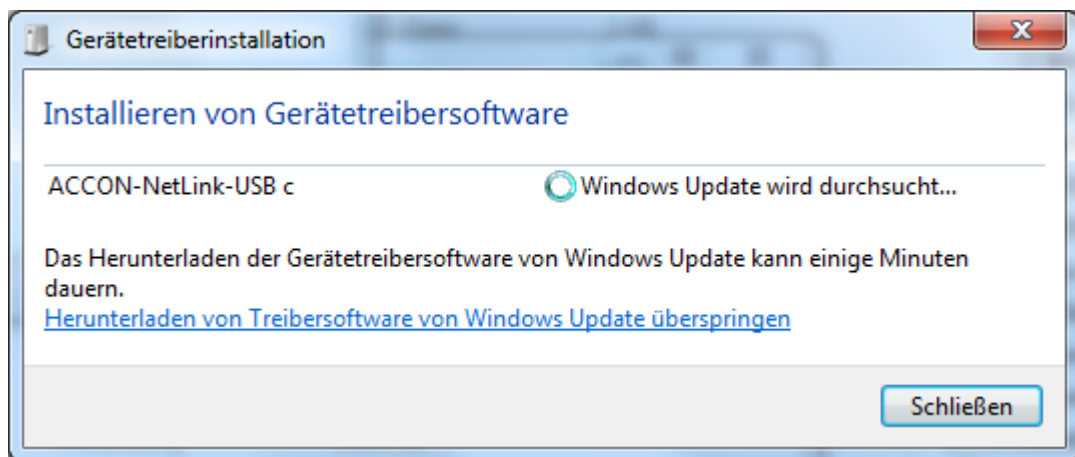 Gerätetreiberinstallation
Installieren von Gerätetreibersoftware
ACCON-NetLink-USB c Windows Update wird durchsucht...
Das Herunterladen der Gerätetreibersoftware von Windows Update kann einige Minuten
dauern.
Herunterladen von Treibersoftware von Windows Update überspringen
Schließen